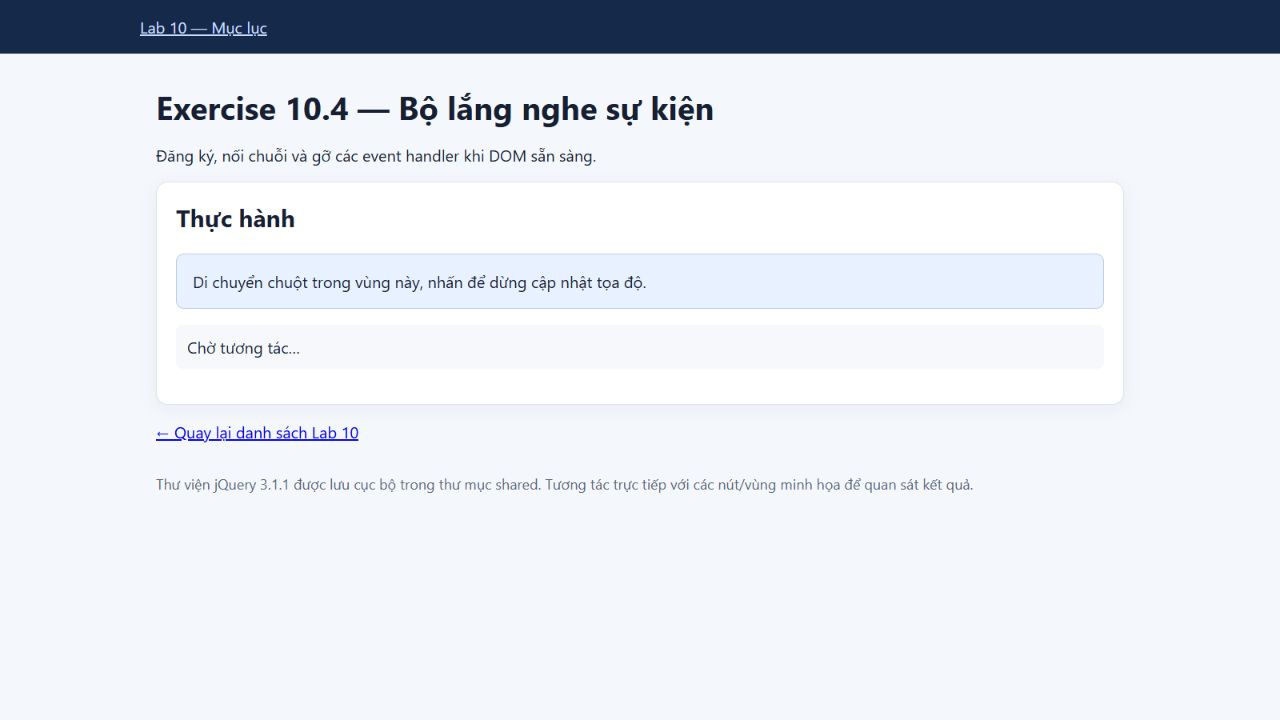 Lab 10 — Mục lục
Exercise 10.4 — Bộ lắng nghe sự kiện
Đăng ký, nối chuỗi và gỡ các event handler khi DOM sẵn sàng.
Thực hành
Di chuyển chuột trong vùng này, nhấn để dừng cập nhật tọa độ.
Chờ tương tác...
← Quay lại danh sách Lab 10
Thư viện jQuery 3.1.1 được lưu cục bộ trong thư mục shared. Tương tác trực tiếp với các nút/vùng minh họa để quan sát kết quả.